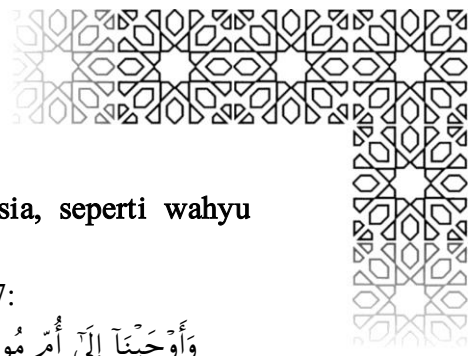 sia, seperti wahyu
7:
وَأَوْحَيْنَآ إِلَىٰٓ أُمِّ مُو